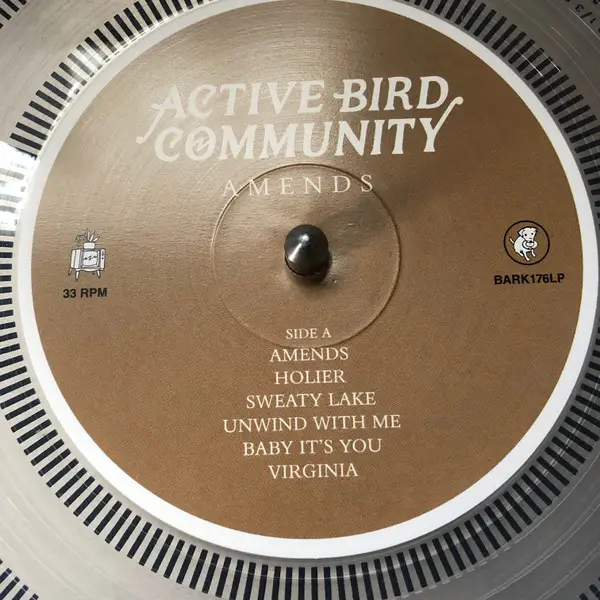 ACTIVE BIRD
COMMUNITY
AMENDS
33 RPM
BARK176LP
SIDE A
AMENDS
HOLIER
SWEATY LAKE
UNWIND WITH ME
BABY IT'S YOU
VIRGINIA